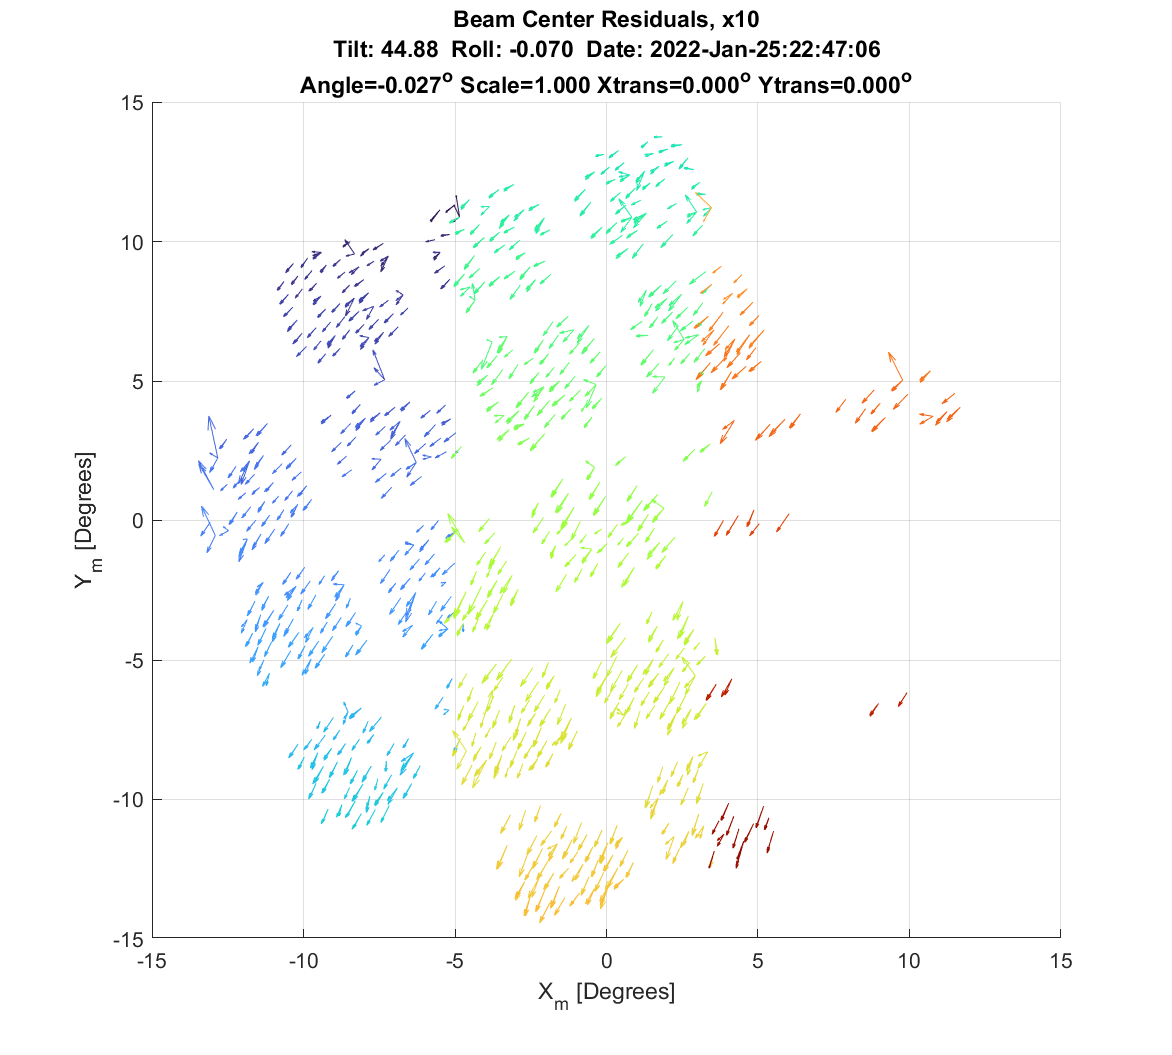 Beam Center Residuals, x10
Tilt: 44.88 Roll: -0.070 Date: 2022-Jan-25:22:47:06
Angle=-0.027° Scale=1.000 Xtrans=0.000° Ytrans=0.000°
15
10
5
0
-5
-10
-15
Y_m [Degrees]
-15 -10 -5 0 5 10 15
X_m [Degrees]